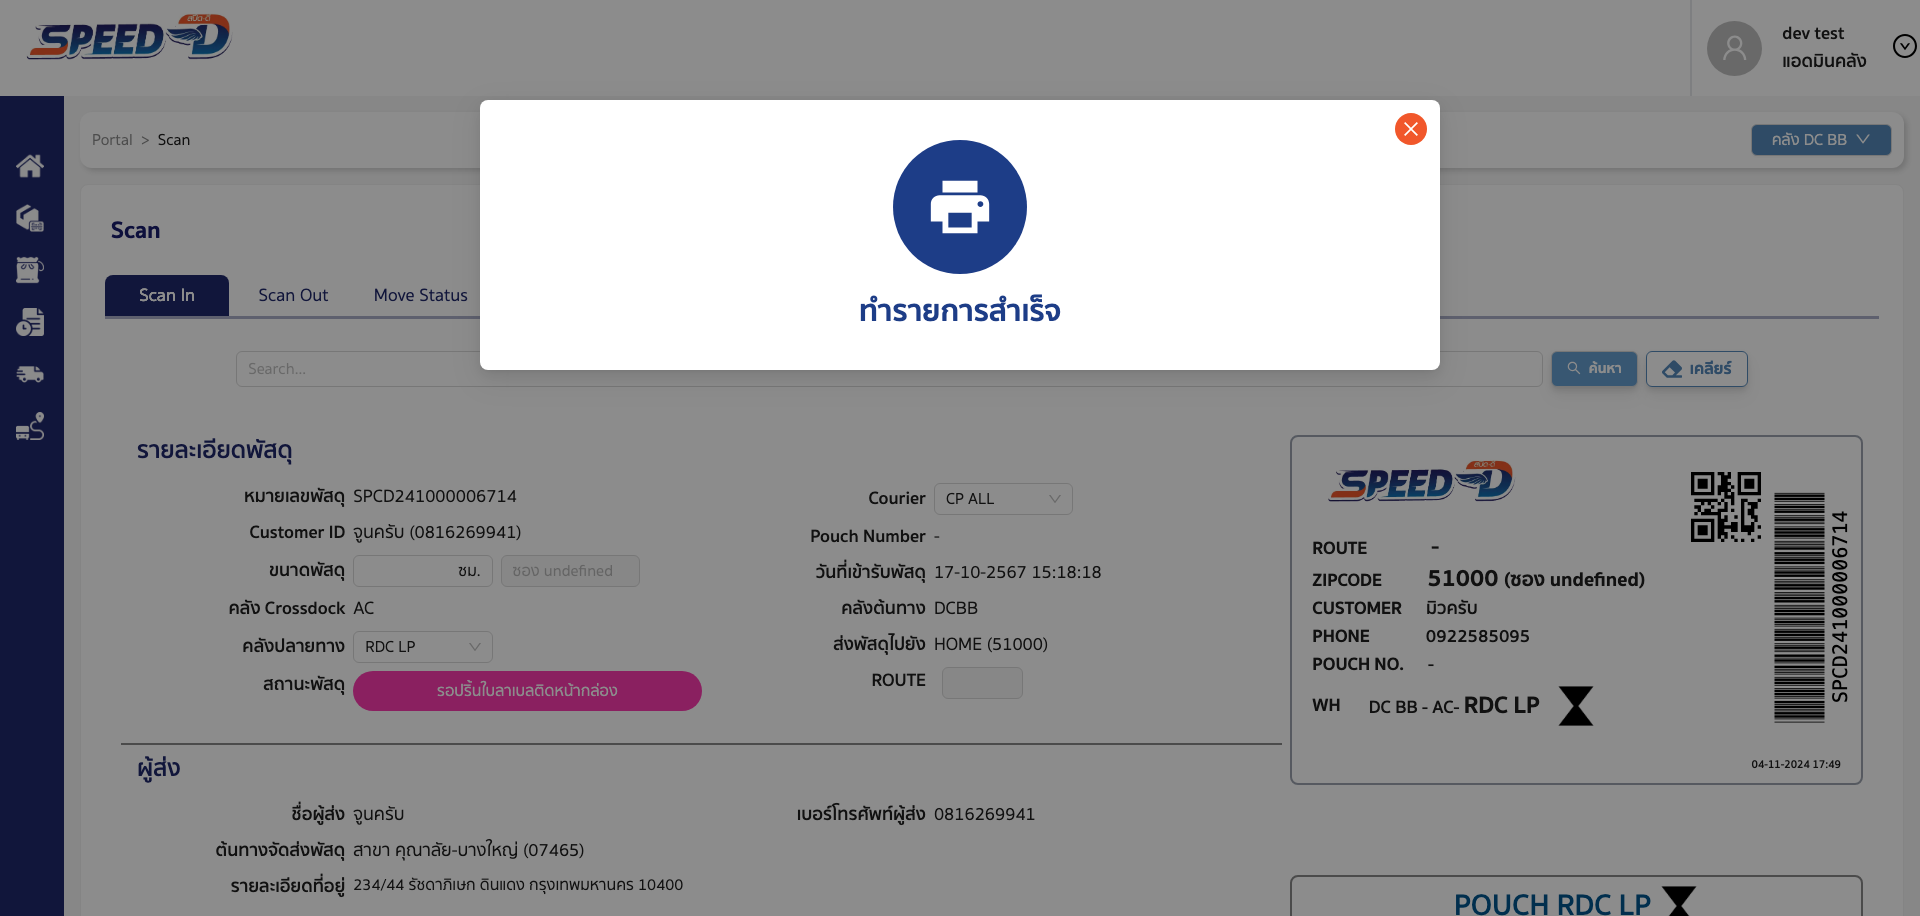 SPEED-D
สปีด-ดี
dev test
แอดมินคลัง
Portal > Scan
คลัง DC BB
Scan
Scan In
Scan Out
Move Status
ทำรายการสำเร็จ
Search...
ค้นหา
เคลียร์
รายละเอียดพัสดุ
หมายเลขพัสดุ SPCD241000006714
Customer ID จูนครับ (0816269941)
ขนาดพัสดุ ซม. ซอง undefined
คลัง Crossdock AC
คลังปลายทาง RDC LP
สถานะพัสดุ รอปริ้นใบลาเบลติดหน้ากล่อง
Courier CP ALL
Pouch Number -
วันที่เข้ารับพัสดุ 17-10-2567 15:18:18
คลังต้นทาง DCBB
ส่งพัสดุไปยัง HOME (51000)
ROUTE
SPEED-D
สปีด-ดี
ROUTE -
ZIPCODE 51000 (ซอง undefined)
CUSTOMER มิวครับ
PHONE 0922585095
POUCH NO. -
WH DC BB - AC- RDC LP
SPCD241000006714
04-11-2024 17:49
ผู้ส่ง
ชื่อผู้ส่ง จูนครับ
ต้นทางจัดส่งพัสดุ สาขา คุณาลัย-บางใหญ่ (07465)
รายละเอียดที่อยู่ 234/44 รัชดาภิเษก ดินแดง กรุงเทพมหานคร 10400
เบอร์โทรศัพท์ผู้ส่ง 0816269941
POUCH RDC LP